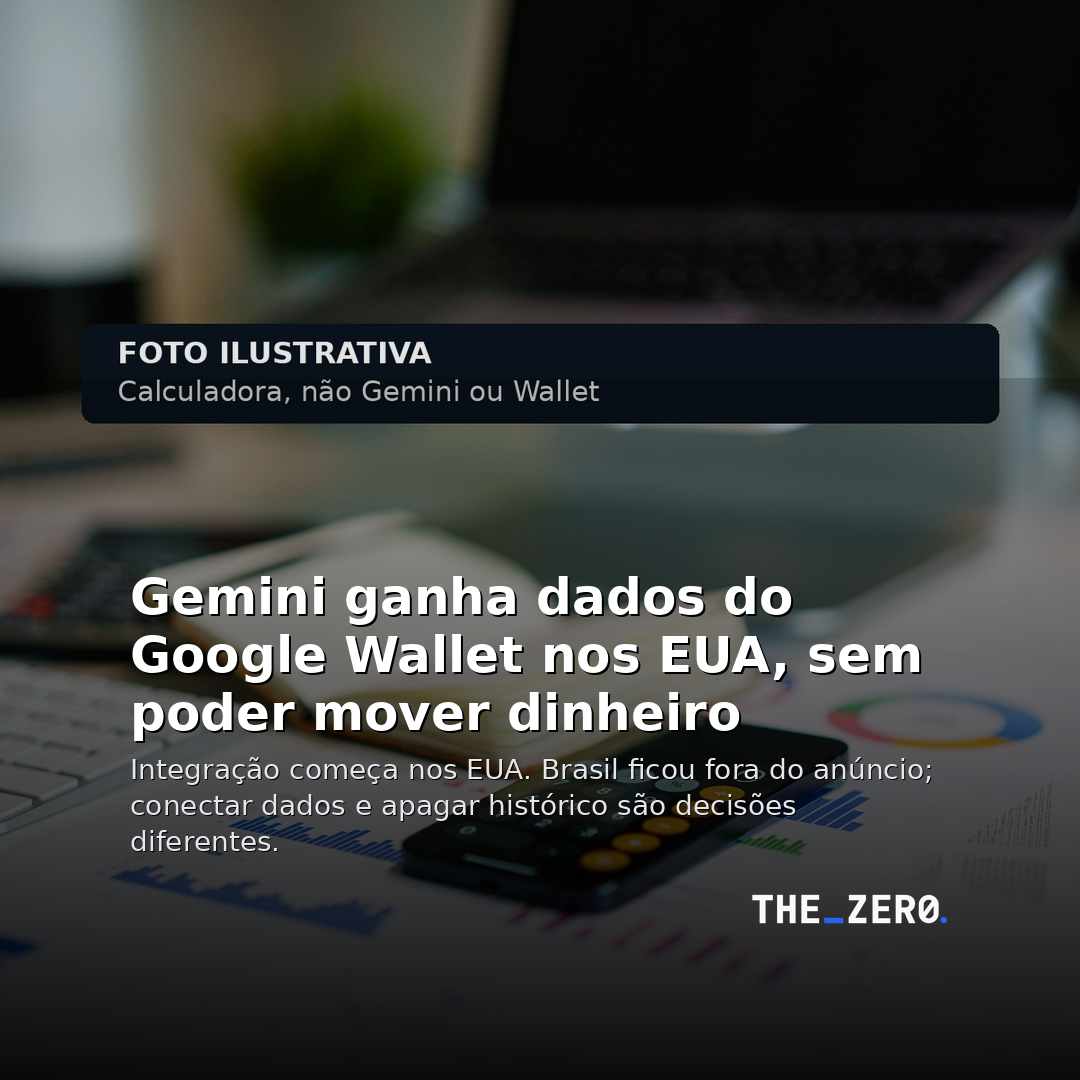 FOTO ILUSTRATIVA
Calculadora, não Gemini ou Wallet
Gemini ganha dados do
Google Wallet nos EUA, sem
poder mover dinheiro
Integração começa nos EUA. Brasil ficou fora do anúncio;
conectar dados e apagar histórico são decisões
diferentes.
THE_ZERO.